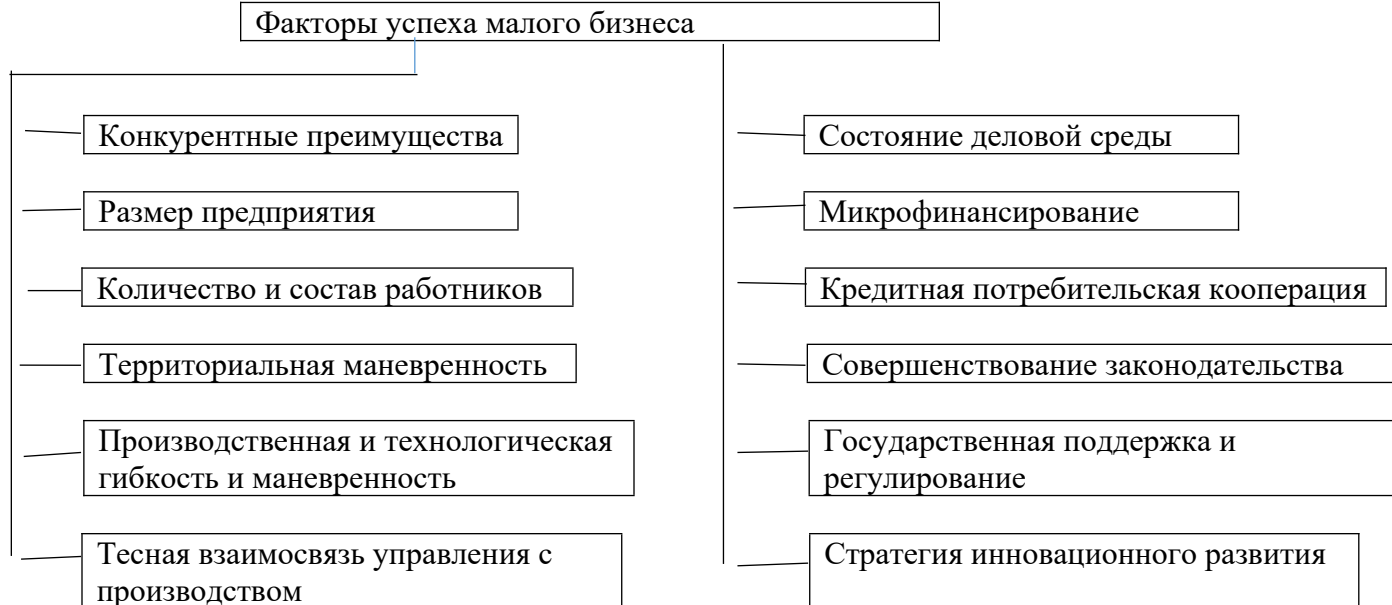 Факторы успеха малого бизнеса
Конкурентные преимущества
Размер предприятия
Количество и состав работников
Территориальная маневренность
Производственная и технологическая
гибкость и маневренность
Тесная взаимосвязь управления с
производством
Состояние деловой среды
Микрофинансирование
Кредитная потребительская кооперация
Совершенствование законодательства
Государственная поддержка и
регулирование
Стратегия инновационного развития